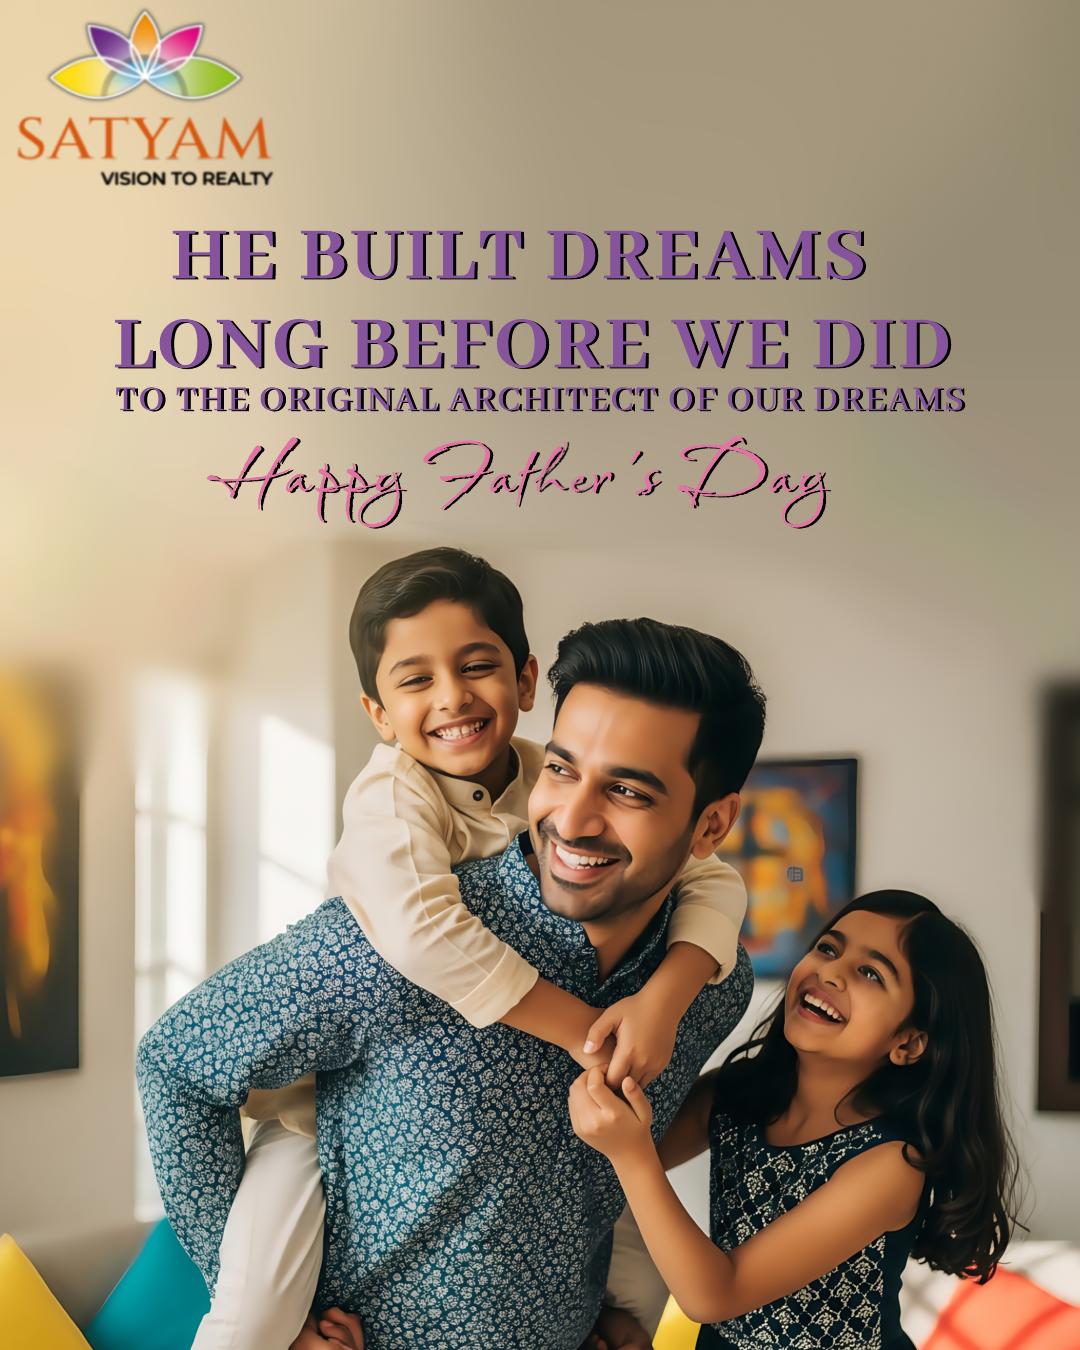 SATYAM
VISION TO REALTY
HE BUILT DREAMS
LONG BEFORE WE DID
TO THE ORIGINAL ARCHITECT OF OUR DREAMS
Happy Father's Day